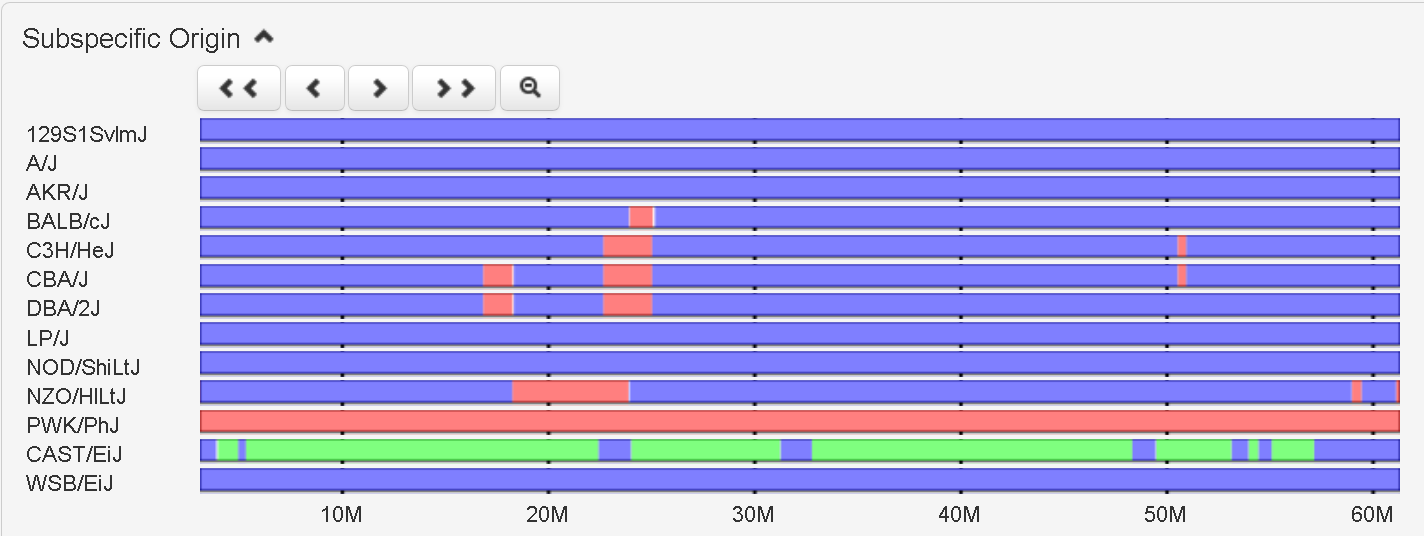 Subspecific Origin
129S1SvlmJ
A/J
AKR/J
BALB/cJ
C3H/HeJ
CBA/J
DBA/2J
LP/J
NOD/ShiLtJ
NZO/HlLtJ
PWK/PhJ
CAST/EiJ
WSB/EiJ
10M 20M 30M 40M 50M 60M